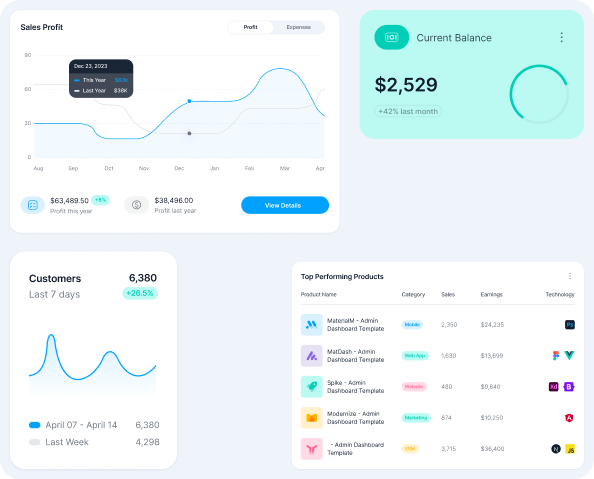 Sales Profit
Profit
Expenses
90
60
30
0
Dec 23, 2023
This Year $63K
Last Year $38K
Aug Sep Oct Nov Dec Jan Feb Mar Apr
$63,489.50 +8%
Profit this year
$38,496.00
Profit last year
View Details
Current Balance
$2,529
+42% last month
Customers 6,380
Last 7 days +26.5%
April 07 - April 14 6,380
Last Week 4,298
Top Performing Products
Product Name Category Sales Earnings Technology
MaterialM - Admin
Dashboard Template
Mobile 2,350 $24,235 Ps
MatDash - Admin
Dashboard Template
Web App 1,630 $13,699
Spike - Admin
Dashboard Template
Website 480 $9,840 Xd B
Modernize - Admin
Dashboard Template
Marketing 874 $10,250 A
- Admin Dashboard
Template
3,715 $36,400 N JS